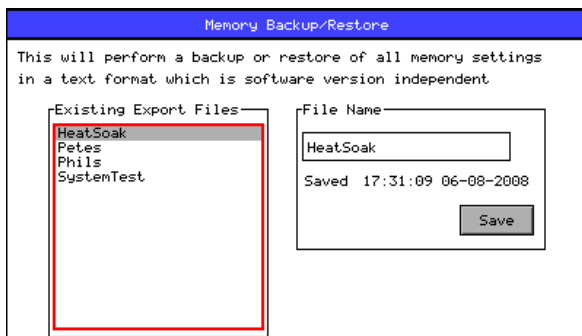 Memory Backup/Restore
This will perform a backup or restore of all memory settings
in a text format which is software version independent
Existing Export Files
HeatSoak
Petes
Phils
SystemTest
File Name
HeatSoak
Saved 17:31:09 06-08-2008
Save